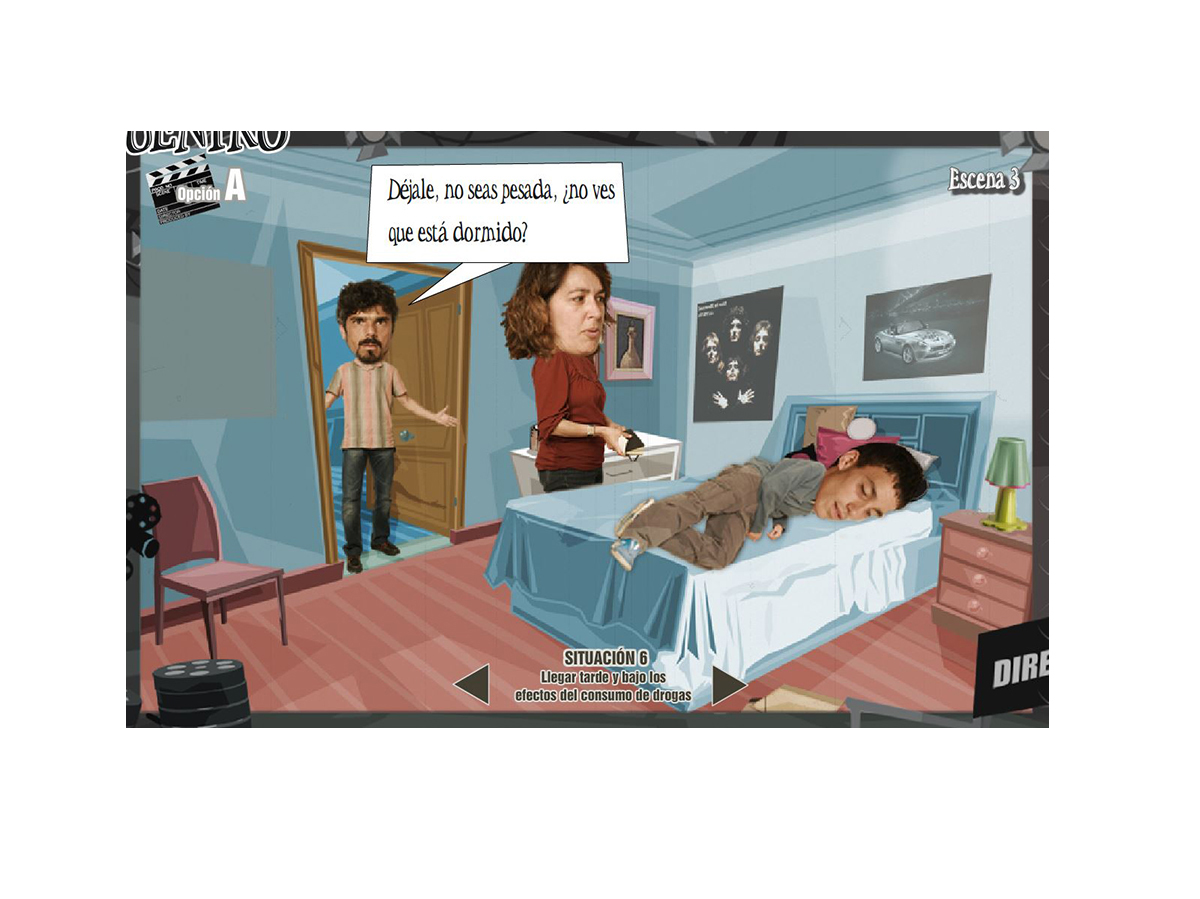 Opción A
Déjale, no seas pesada, ¿no ves
que está dormido?
Escena 3
SITUACIÓN 6
Llegar tarde y bajo los
efectos del consumo de drogas
DIRE